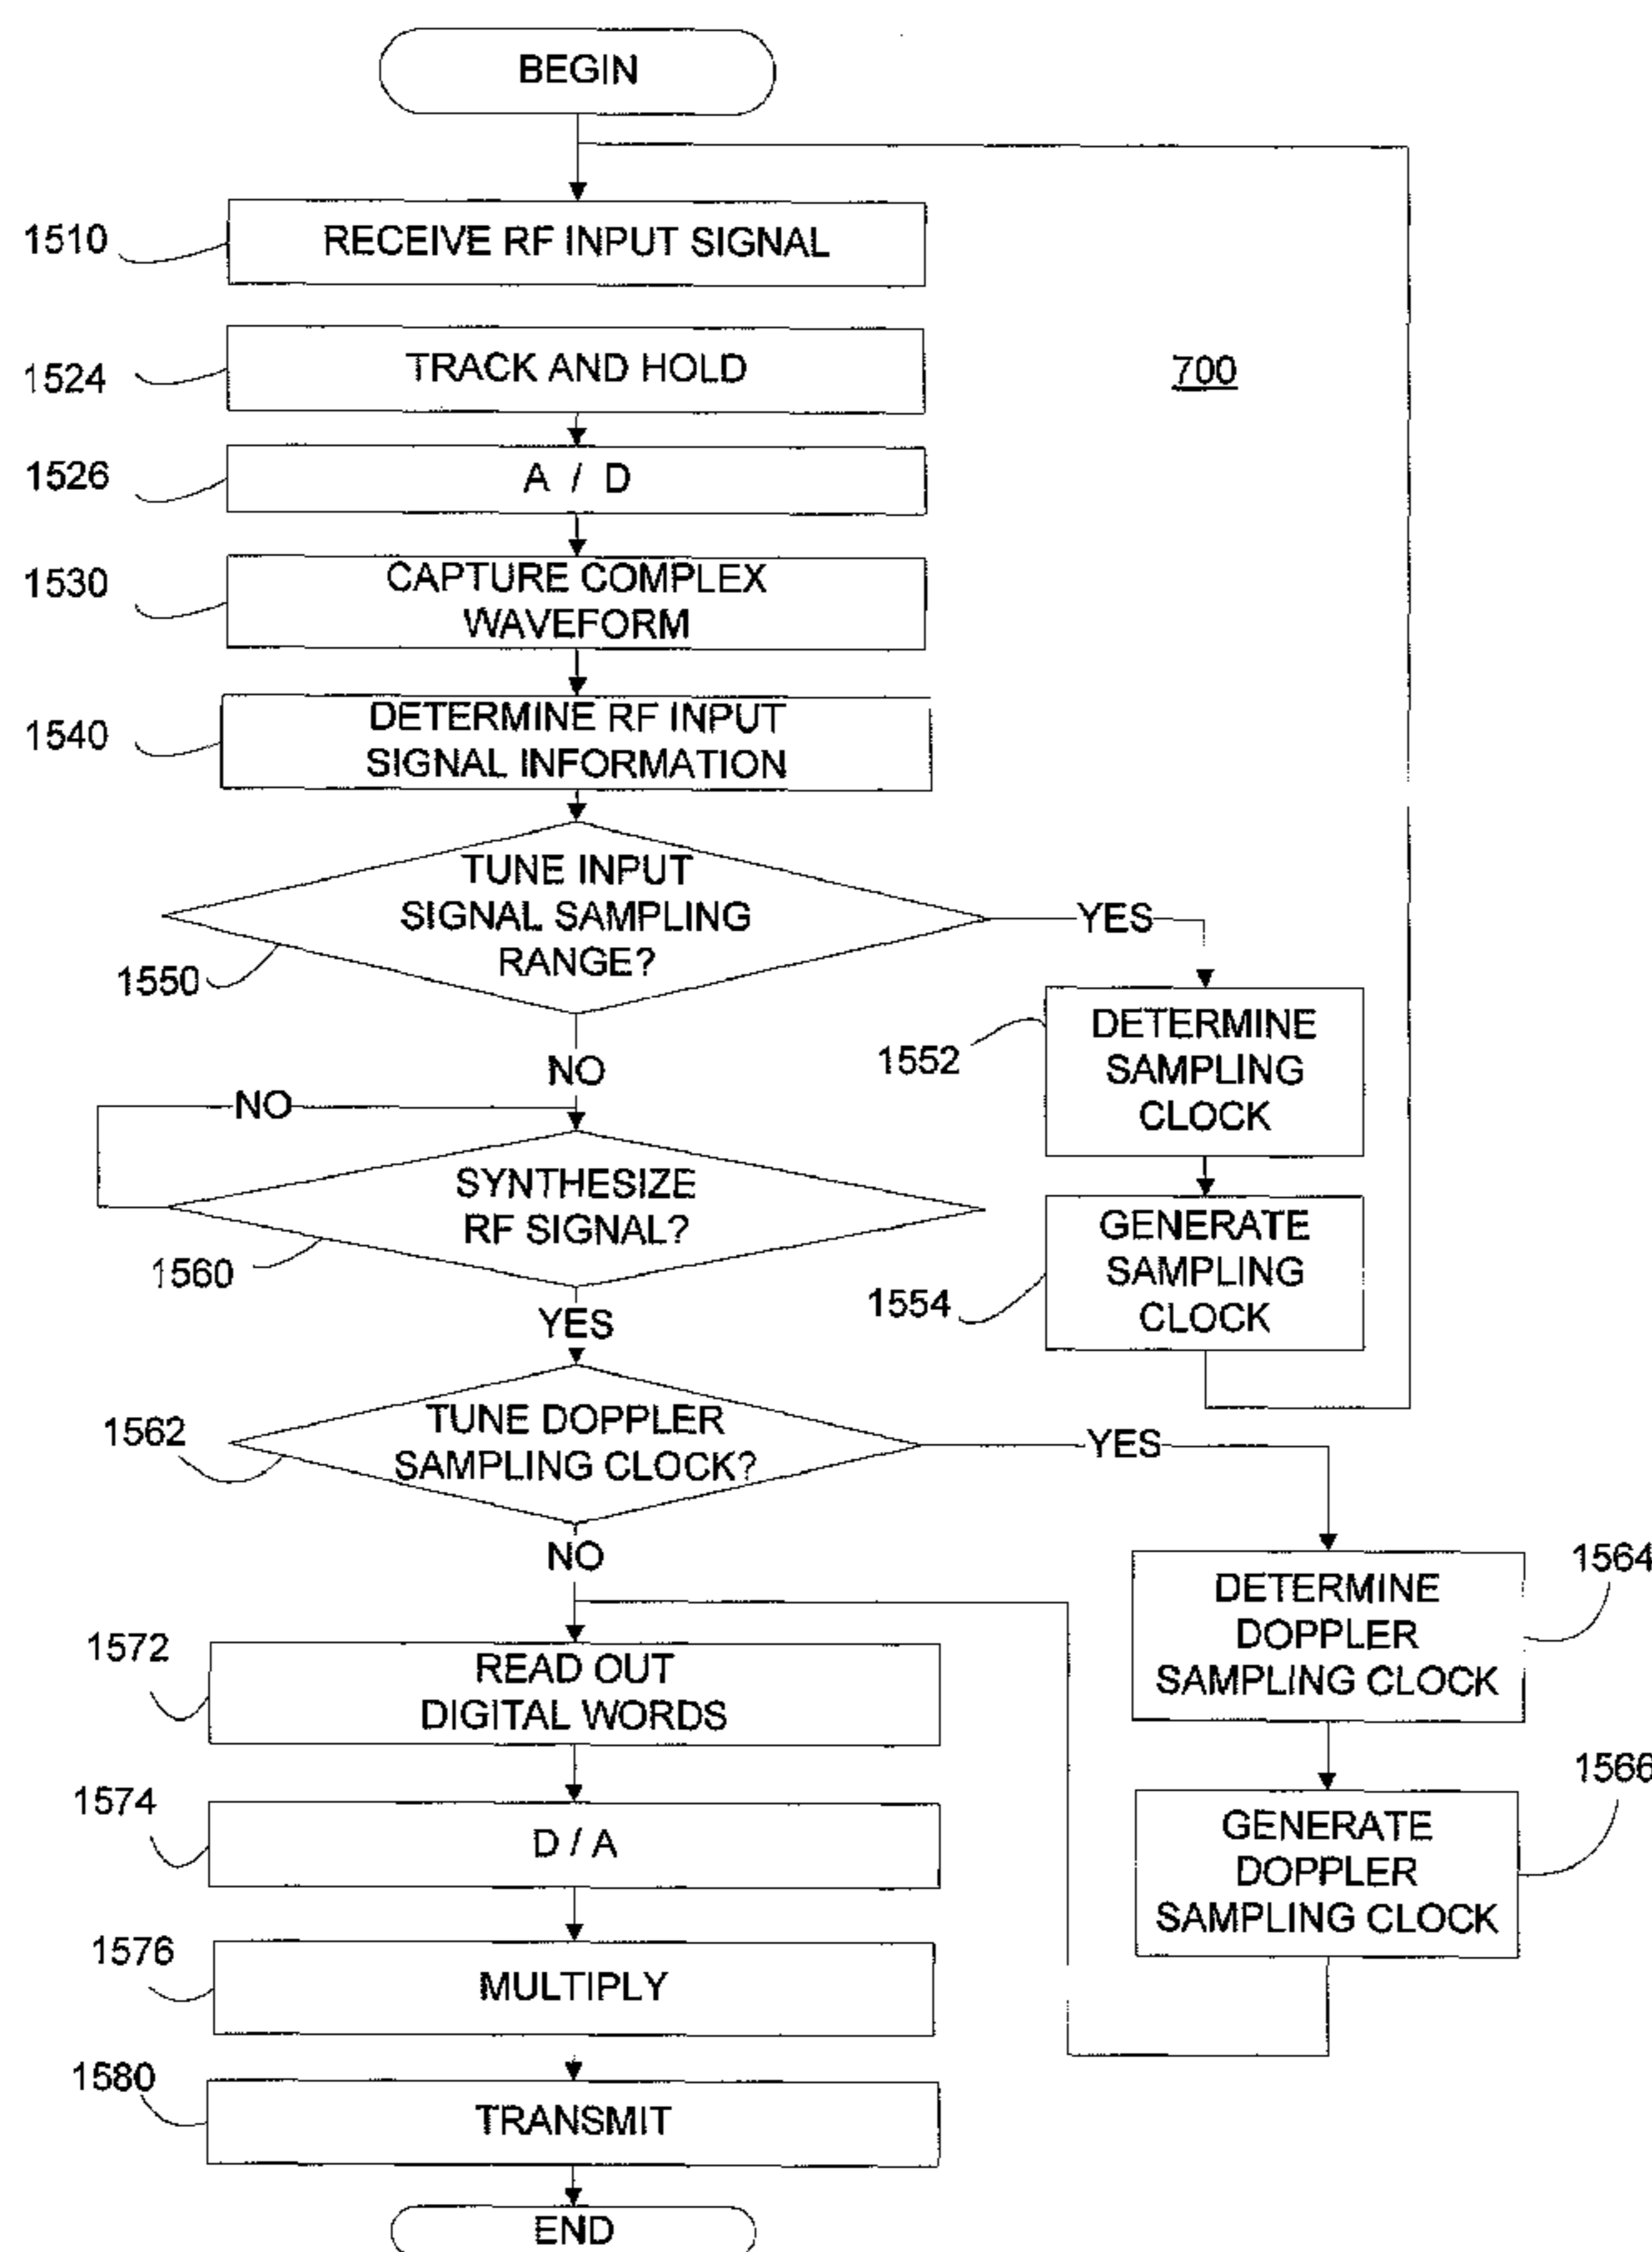 BEGIN
1510
RECEIVE RF INPUT SIGNAL
1524
TRACK AND HOLD
700
1526
A / D
1530
CAPTURE COMPLEX
WAVEFORM
1540
DETERMINE RF INPUT
SIGNAL INFORMATION
TUNE INPUT
SIGNAL SAMPLING
RANGE?
YES
1550
NO
1552
DETERMINE
SAMPLING
CLOCK
NO
SYNTHESIZE
RF SIGNAL?
1560
YES
1554
GENERATE
SAMPLING
CLOCK
1562
TUNE DOPPLER
SAMPLING CLOCK?
YES
NO
1564
DETERMINE
DOPPLER
SAMPLING CLOCK
1572
READ OUT
DIGITAL WORDS
1566
GENERATE
DOPPLER
SAMPLING CLOCK
1574
D / A
1576
MULTIPLY
1580
TRANSMIT
END